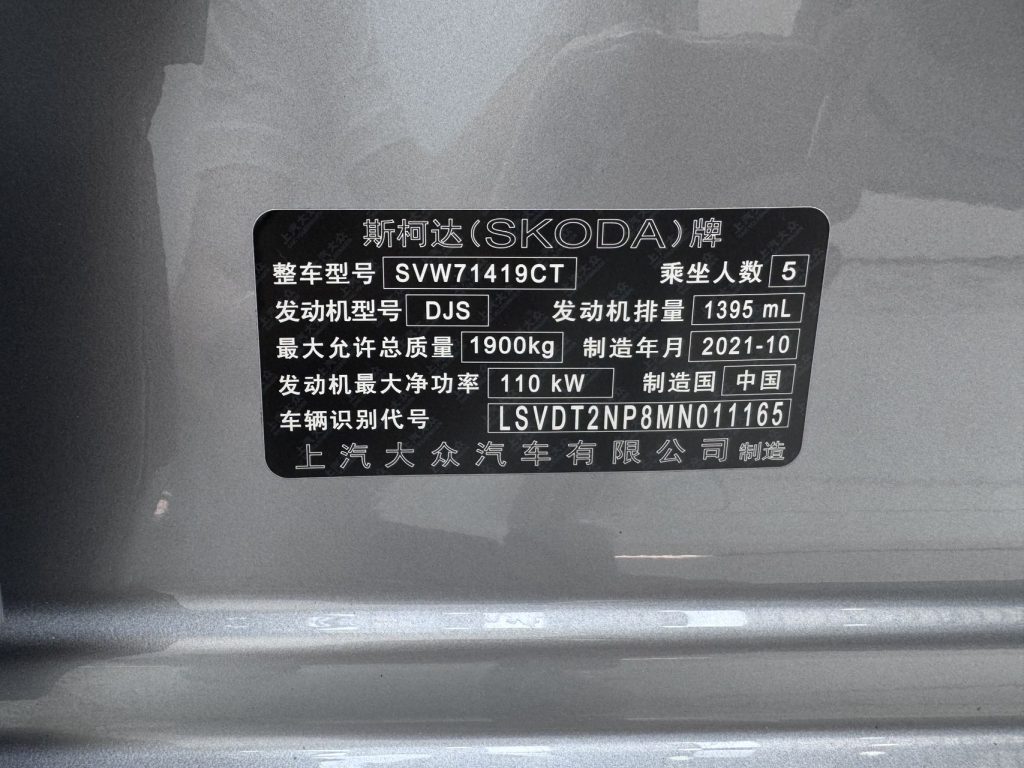 斯柯达(SKODA)牌
整车型号 SVW71419CT 乘坐人数 5
发动机型号 DJS 发动机排量 1395 mL
最大允许总质量 1900kg 制造年月 2021-10
发动机最大净功率 110 kW 制造国 中国
车辆识别代号 LSVDT2NP8MN011165
上汽大众汽车有限公司 制造